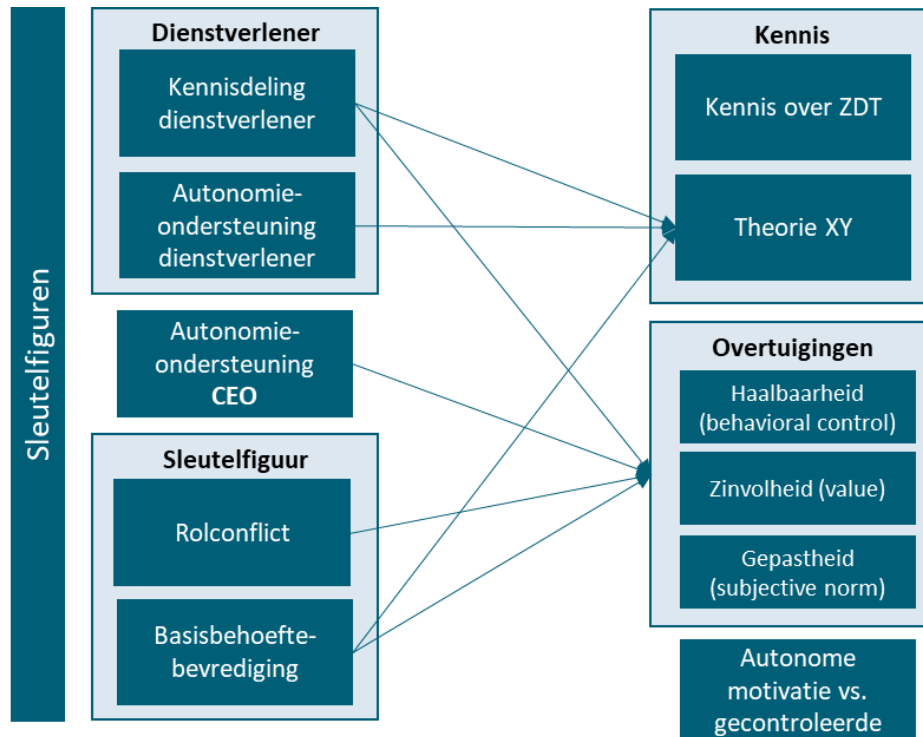 Sleutelfiguren
Dienstverlener
Kennisdeling
dienstverlener
Autonomie-
ondersteuning
dienstverlener
Autonomie-
ondersteuning
CEO
Sleutelfiguur
Rolconflict
Basisbehoefte-
bevrediging
Kennis
Kennis over ZDT
Theorie XY
Overtuigingen
Haalbaarheid
(behavioral control)
Zinvolheid (value)
Gepastheid
(subjective norm)
Autonome
motivatie vs.
gecontroleerde